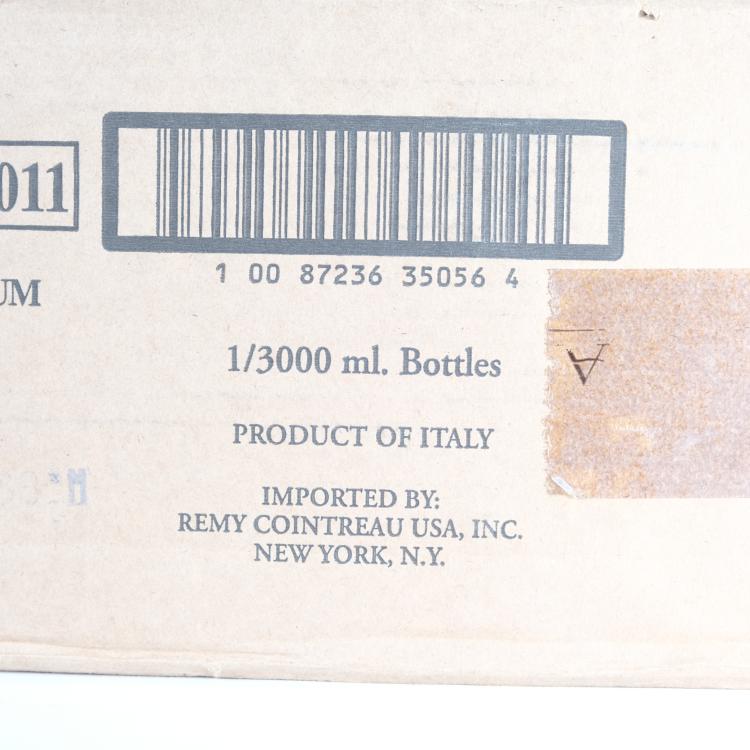 011
UM
1 00 87236 35056 4
1/3000 ml. Bottles
PRODUCT OF ITALY
IMPORTED BY:
REMY COINTREAU USA, INC.
NEW YORK, N.Y.
A